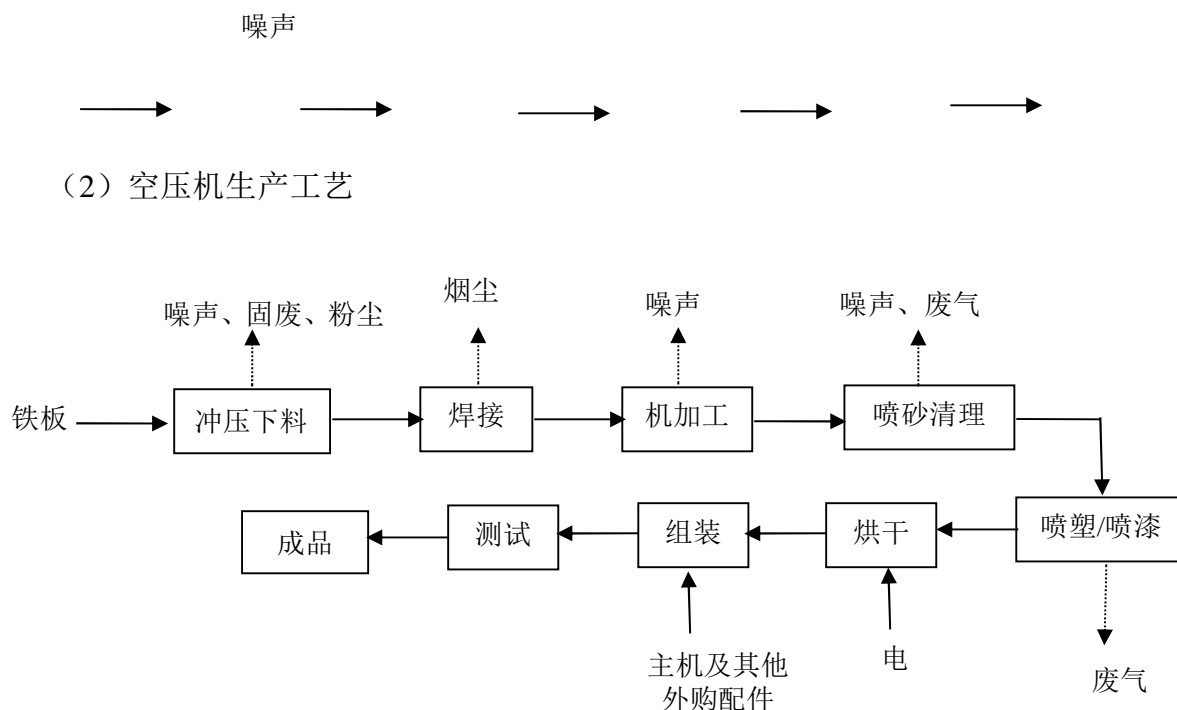 噪声
（2）空压机生产工艺
噪声、固废、粉尘
烟尘
噪声
噪声、废气
铁板
冲压下料
焊接
机加工
喷砂清理
成品
测试
组装
烘干
喷塑/喷漆
主机及其他
外购配件
电
废气